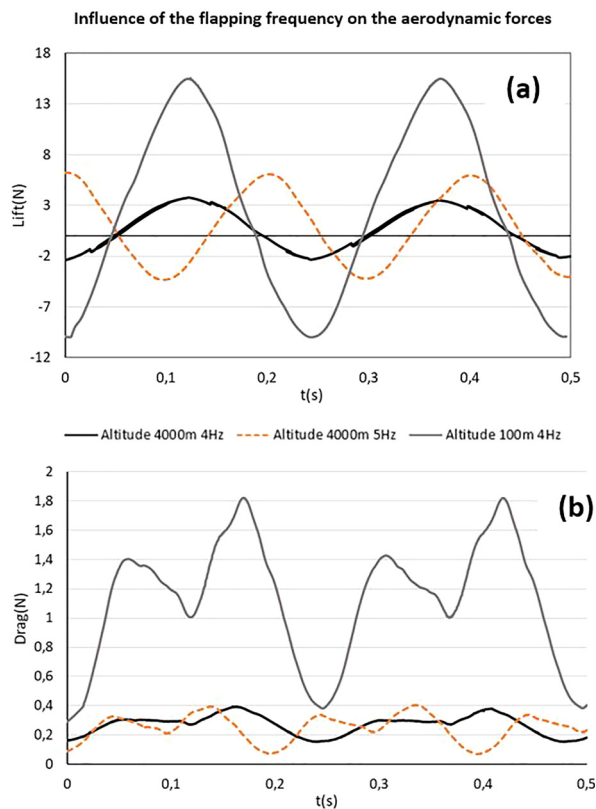 Influence of the flapping frequency on the aerodynamic forces
(a)
Lift(N)
18
13
8
3
-2
-7
-12
0 0,1 0,2 0,3 0,4 0,5
t(s)
Altitude 4000m 4Hz Altitude 4000m 5Hz Altitude 100m 4Hz
(b)
Drag(N)
2
1,8
1,6
1,4
1,2
1
0,8
0,6
0,4
0,2
0
0 0,1 0,2 0,3 0,4 0,5
t(s)